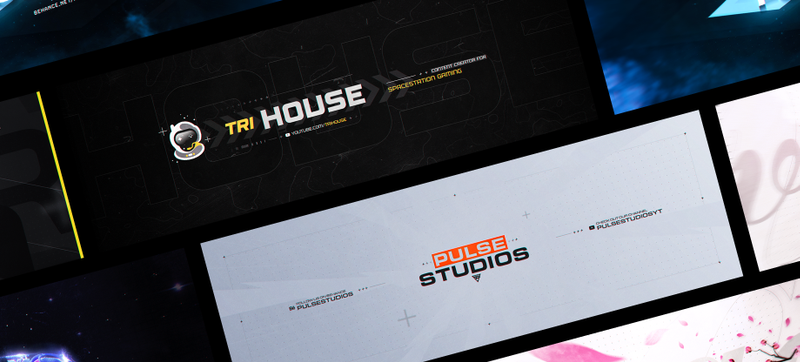 BEHANCE.NET/
TRI HOUSE
CONTENT CREATOR FOR
SPACESTATION GAMING
YOUTUBE.COM/TRIHOUSE
PULSE
STUDIOS
CHECK OUT OUR CHANNEL
PULSESTUDIOSYT
PULSESTUDIOS